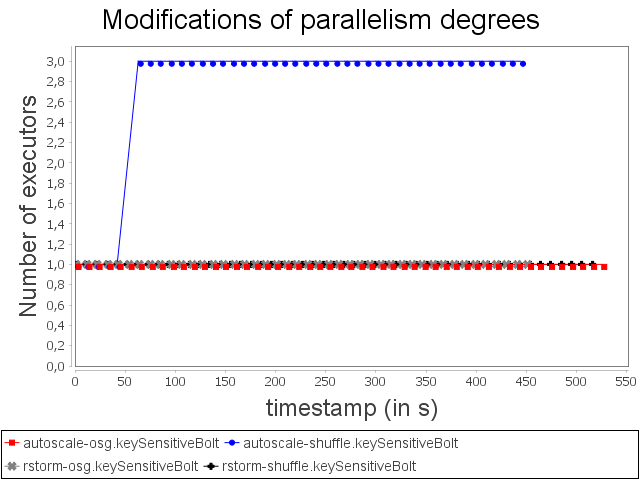 Modifications of parallelism degrees
Number of executors
3,0
2,8
2,6
2,4
2,2
2,0
1,8
1,6
1,4
1,2
1,0
0,8
0,6
0,4
0,2
0,0
0 50 100 150 200 250 300 350 400 450 500 550
timestamp (in s)
autoscale-osg.keySensitiveBolt autoscale-shuffle.keySensitiveBolt
rstorm-osg.keySensitiveBolt rstorm-shuffle.keySensitiveBolt